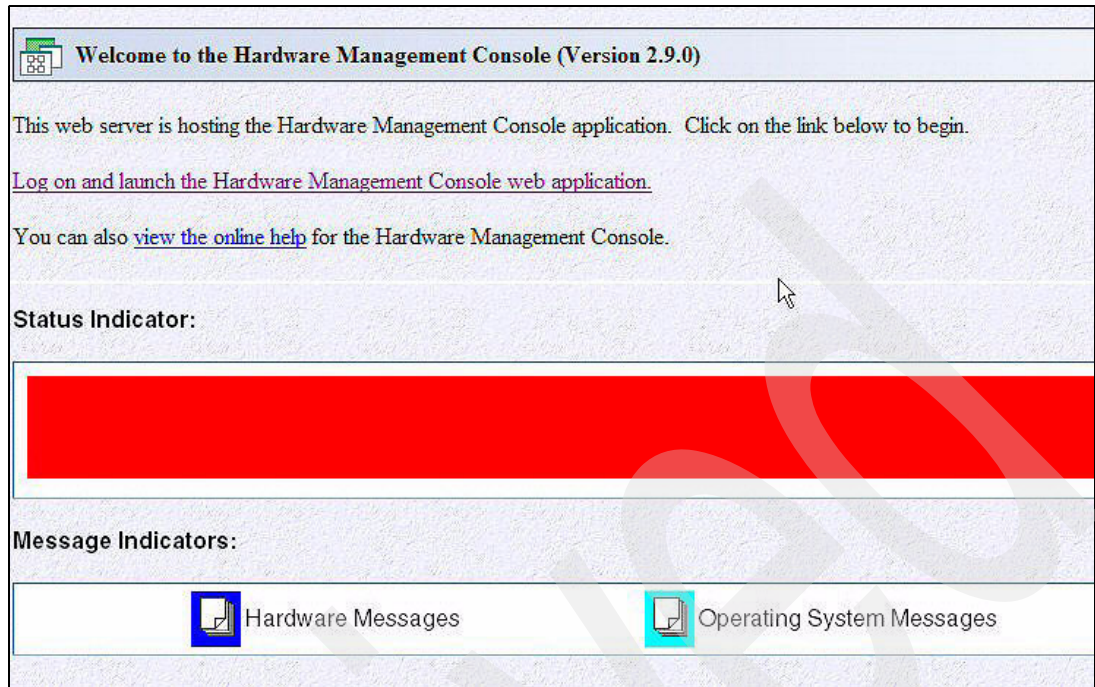 Welcome to the Hardware Management Console (Version 2.9.0)
This web server is hosting the Hardware Management Console application. Click on the link below to begin.
Log on and launch the Hardware Management Console web application.
You can also view the online help for the Hardware Management Console.
Status Indicator:
Message Indicators:
Hardware Messages
Operating System Messages